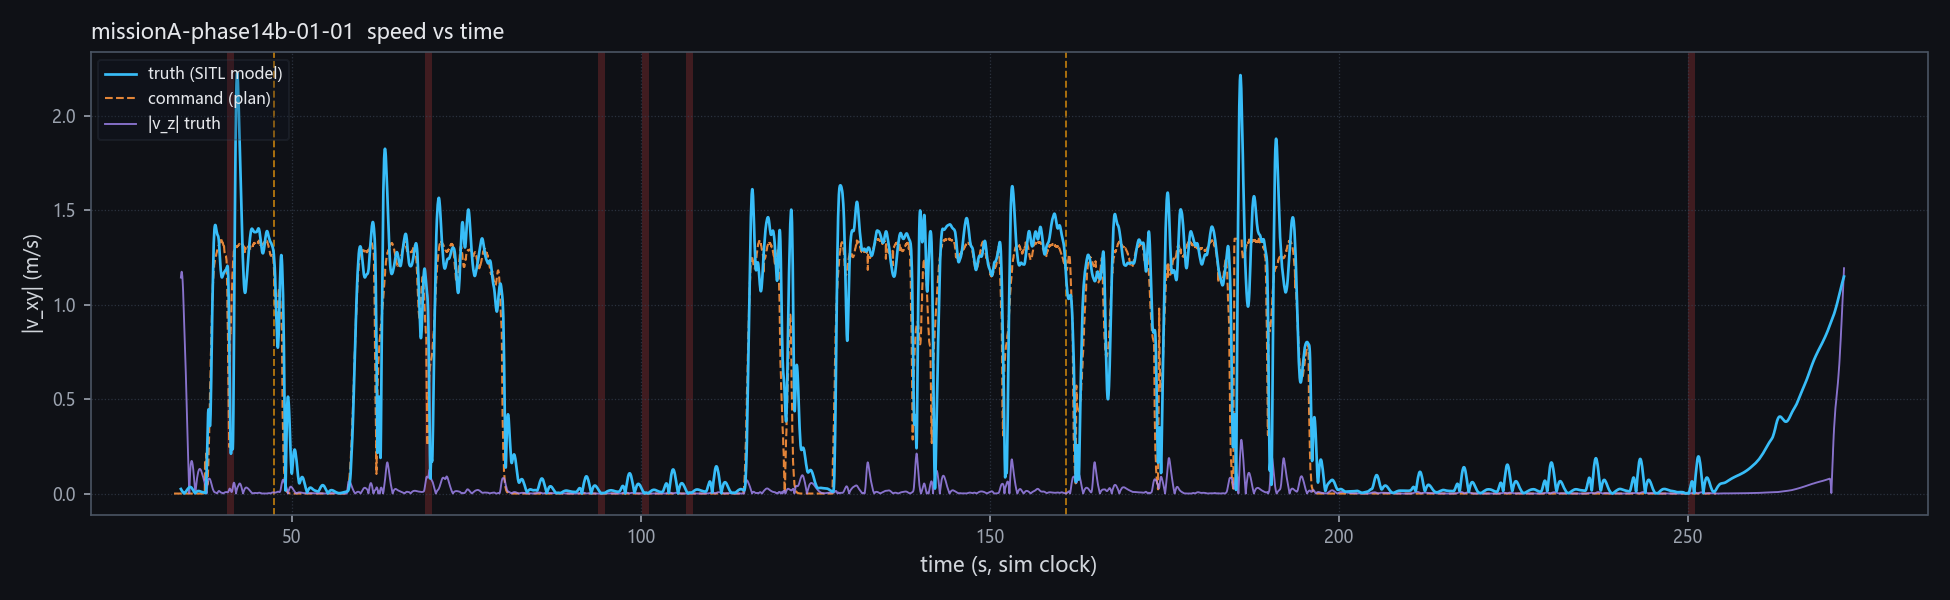 missionA-phase14b-01-01  speed vs time
truth (SITL model)
command (plan)
|v_z| truth
|v_xy| (m/s)
2.0
1.5
1.0
0.5
0.0
50
100
150
200
250
time (s, sim clock)